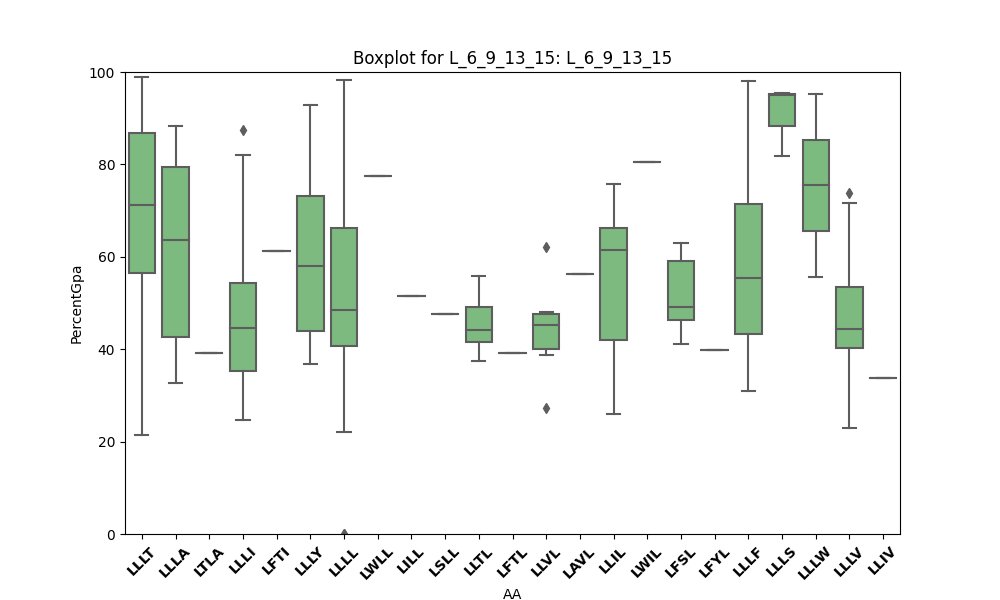 Boxplot for L_6_9_13_15: L_6_9_13_15
PercentGpa
100
80
60
40
20
0
LLLT LLLA LTLA LLLI LFTI LLLY LLLL LWLL LILL LSLL LLTL LFTL LLVL LAVL LLIL LWIL LFSL LFYL LLLF LLLS LLLW LLLV LLIV
AA